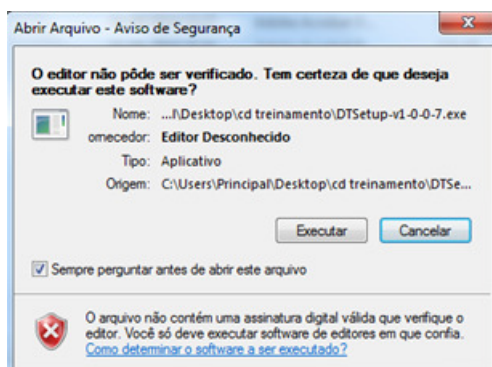 Abrir Arquivo - Aviso de Segurança
O editor não pôde ser verificado. Tem certeza de que deseja
executar este software?
Nome: ...l\Desktop\cd treinamento\DTSetup-v1-0-0-7.exe
ornecedor: Editor Desconhecido
Tipo: Aplicativo
Origem: C:\Users\Principal\Desktop\cd treinamento\DTSe...
Executar Cancelar
Sempre perguntar antes de abrir este arquivo
O arquivo não contém uma assinatura digital válida que verifique o
editor. Você só deve executar software de editores em que confia.
Como determinar o software a ser executado?